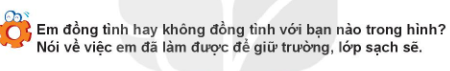 Em đồng tình hay không đồng tình với bạn nào trong hình?
Nói về việc em đã làm được để giữ trường, lớp sạch sẽ.